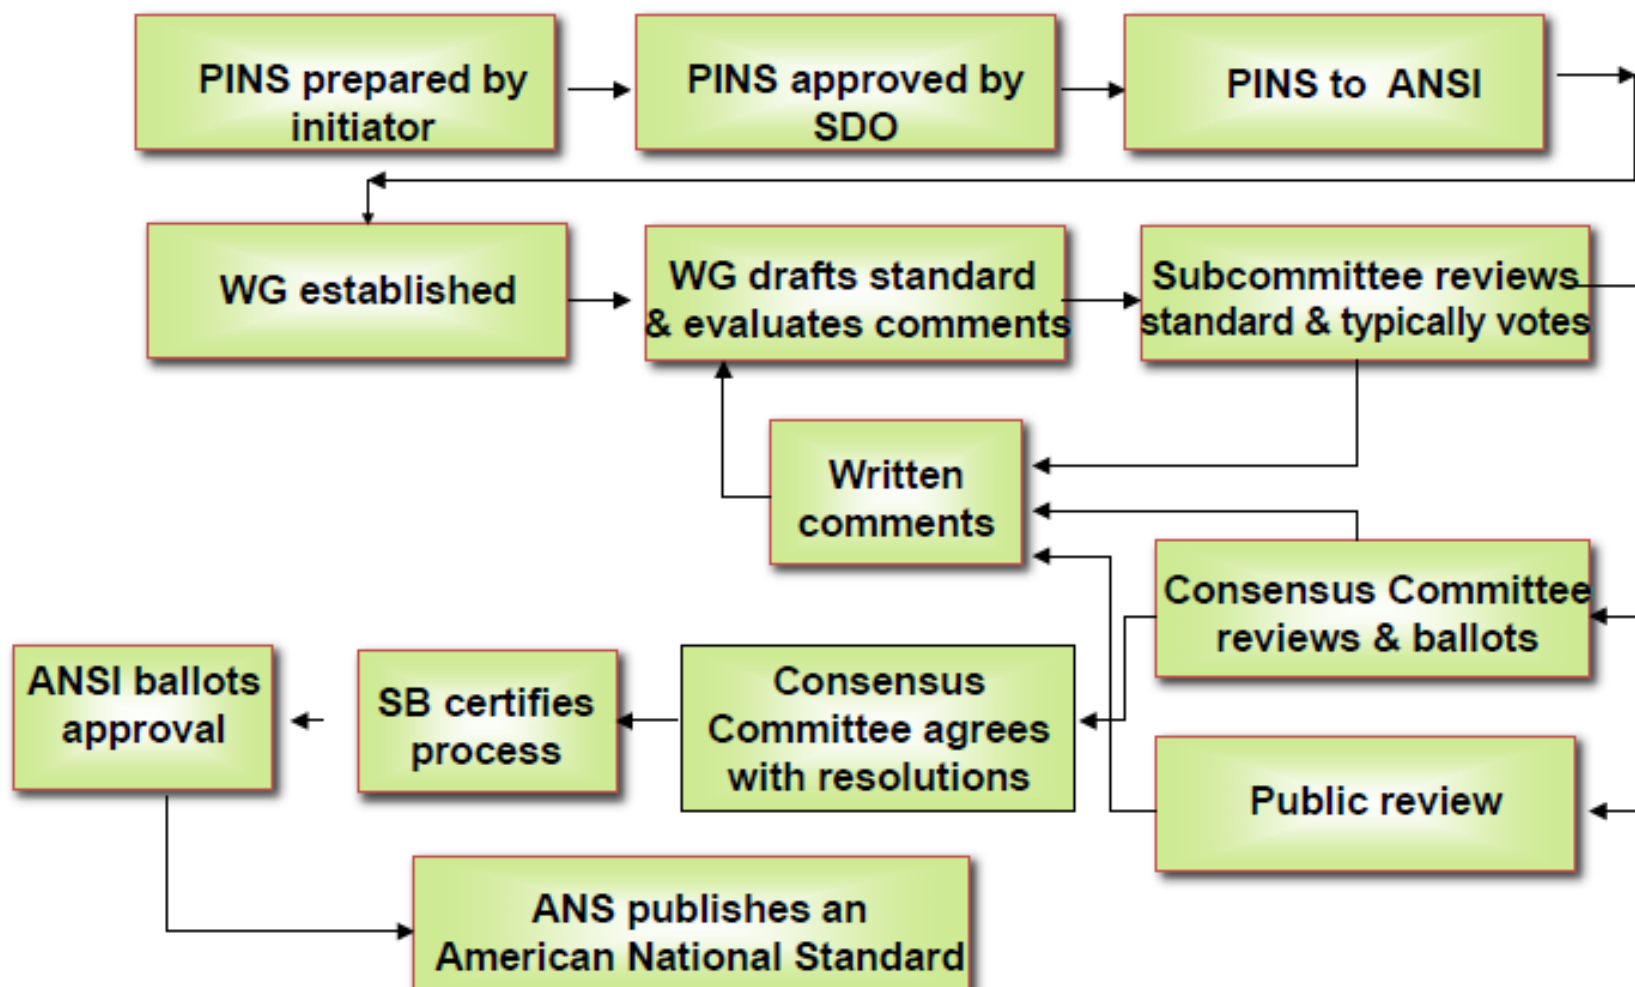 PINS prepared by
initiator
PINS approved by
SDO
PINS to ANSI
WG established
WG drafts standard
& evaluates comments
Subcommittee reviews
standard & typically votes
Written
comments
Consensus Committee
reviews & ballots
ANSI ballots
approval
SB certifies
process
Consensus
Committee agrees
with resolutions
Public review
ANS publishes an
American National Standard